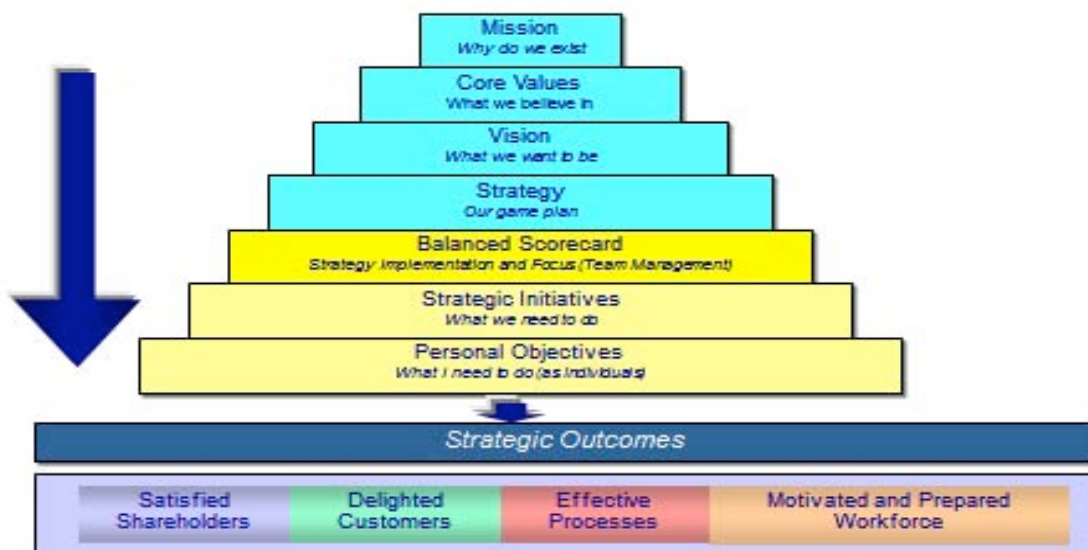 Mission
Why do we exist
Core Values
What we believe in
Vision
What we want to be
Strategy
Our game plan
Balanced Scorecard
Strategy Implementation and Focus (Team Management)
Strategic Initiatives
What we need to do
Personal Objectives
What I need to do (as individuals)
Strategic Outcomes
Satisfied
Shareholders
Delighted
Customers
Effective
Processes
Motivated and Prepared
Workforce